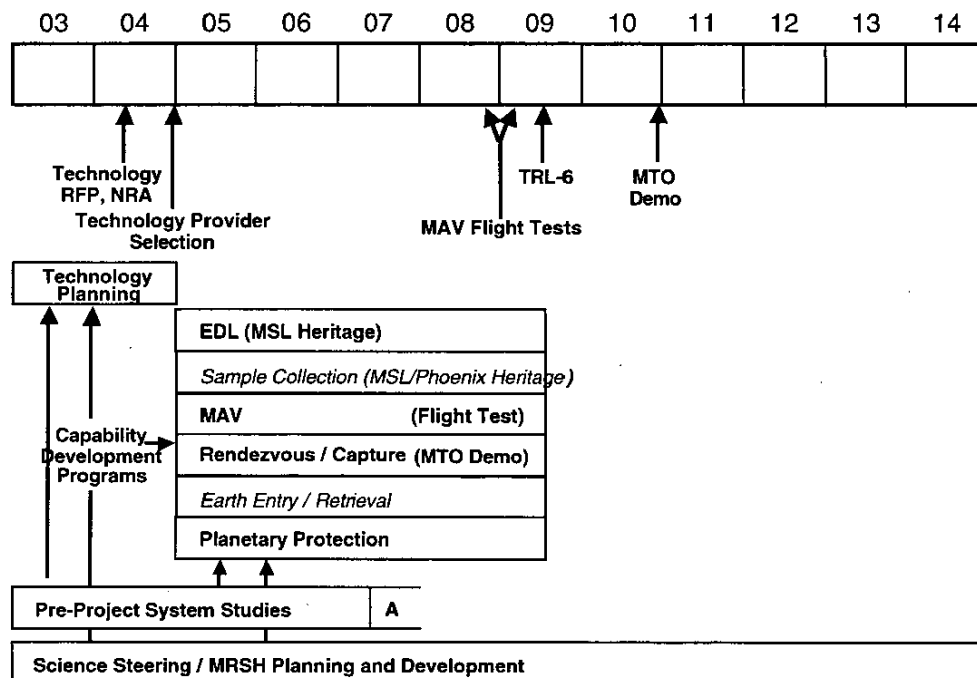 03 04 05 06 07 08 09 10 11 12 13 14
Technology
RFP, NRA
Technology Provider
Selection
MAV Flight Tests
TRL-6
MTO
Demo
Technology
Planning
EDL (MSL Heritage)
Sample Collection (MSL/Phoenix Heritage)
MAV (Flight Test)
Rendezvous / Capture (MTO Demo)
Earth Entry / Retrieval
Planetary Protection
Capability
Development
Programs
Pre-Project System Studies A
Science Steering / MRSH Planning and Development